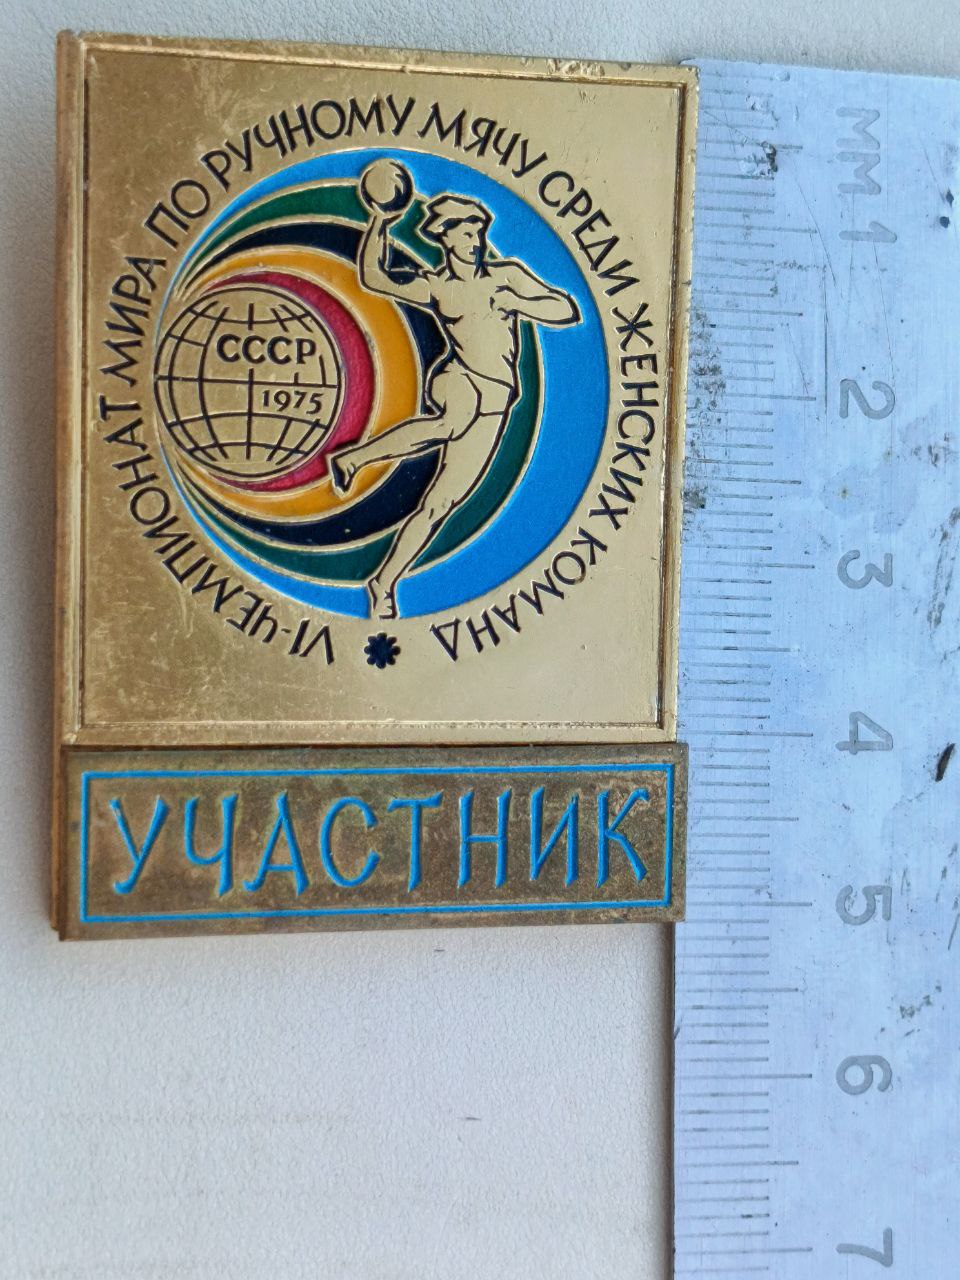 VI-ЧЕМПИОНАТ МИРА ПО РУЧНОМУ МЯЧУ СРЕДИ ЖЕНСКИХ КОМАНД
СССР
1975
УЧАСТНИК
мм 1 2 3 4 5 6 7